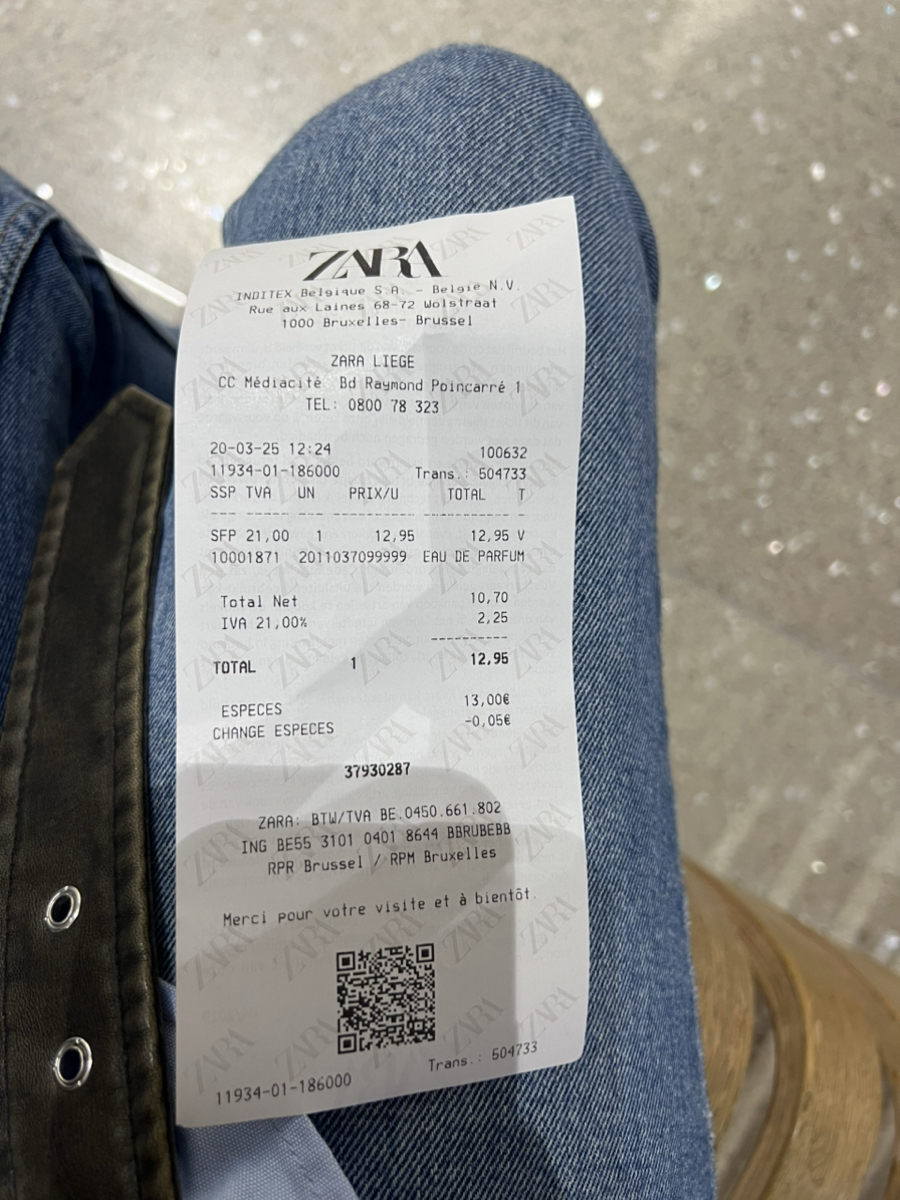 ZARA
INDITEX Belgique S.A. - België N.V.
Rue aux Laines 68-72 Wolstraat
1000 Bruxelles- Brussel
ZARA LIEGE
CC Médiacité Bd Raymond Poincarré 1
TEL: 0800 78 323
20-03-25 12:24 100632
11934-01-186000 Trans.: 504733
SSP TVA UN PRIX/U TOTAL T
SFP 21,00 1 12,95 12,95 V
10001871 2011037099999 EAU DE PARFUM
Total Net 10,70
IVA 21,00% 2,25
TOTAL 1 12,95
ESPECES 13,00€
CHANGE ESPECES -0,05€
37930287
ZARA: BTW/TVA BE.0450.661.802
ING BE55 3101 0401 8644 BBRUBEBB
RPR Brussel / RPM Bruxelles
Merci pour votre visite et à bientôt.
Trans.: 504733
11934-01-186000